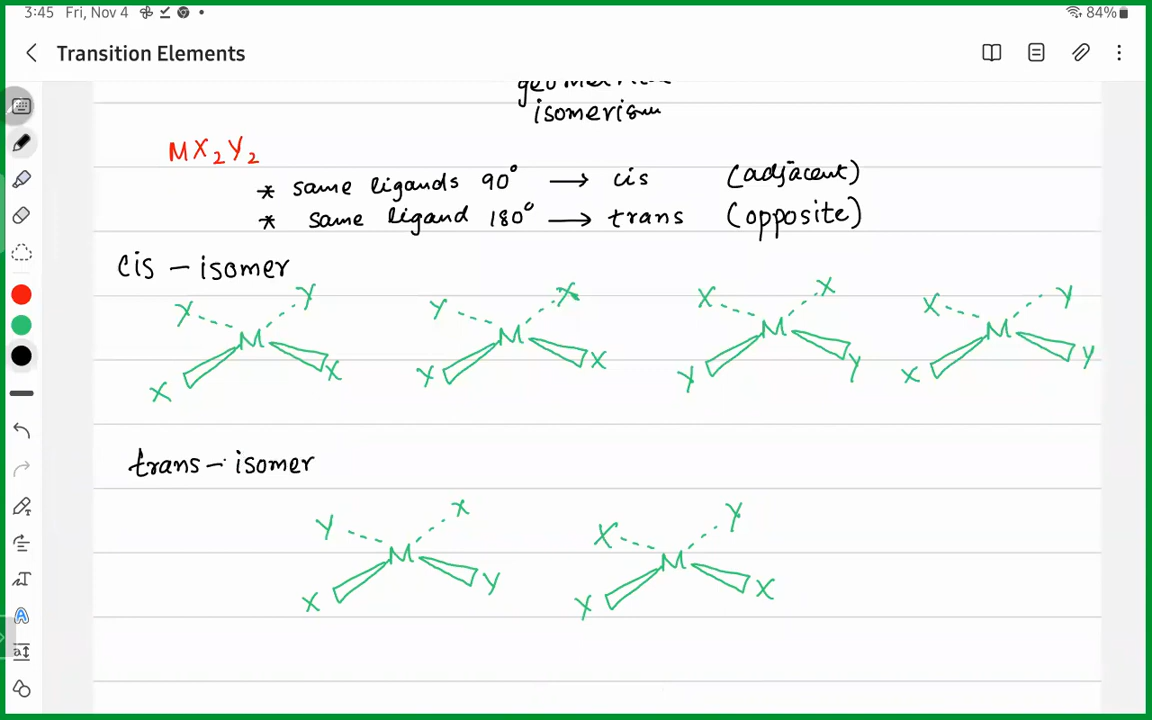 3:45 Fri, Nov 4
84%
Transition Elements
isomerism
MX₂Y₂
* same ligands 90° → cis (adjacent)
* same ligand 180° → trans (opposite)
cis - isomer
Y Y M X X
Y X M X X
X X M Y Y
X Y M X Y
trans - isomer
Y X M X Y
X Y M Y X